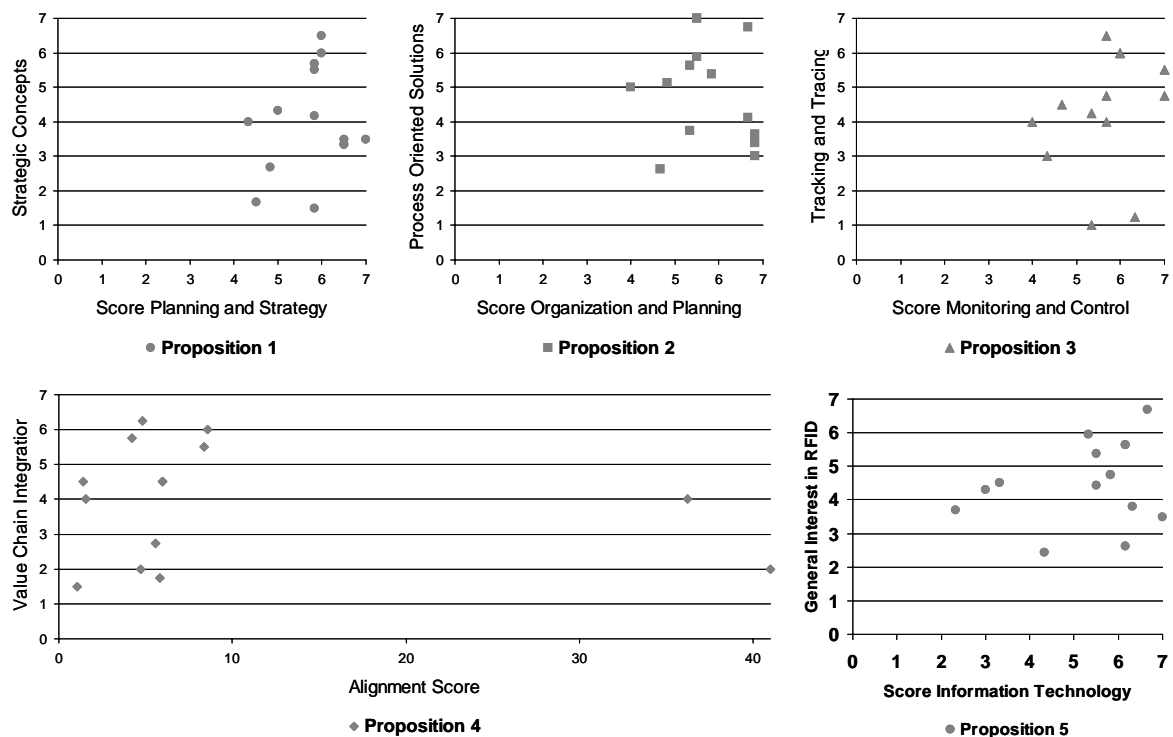 Strategic Concepts
7
6
5
4
3
2
1
0
0 1 2 3 4 5 6 7
Score Planning and Strategy
Proposition 1
Process Oriented Solutions
7
6
5
4
3
2
1
0
0 1 2 3 4 5 6 7
Score Organization and Planning
Proposition 2
Tracking and Tracing
7
6
5
4
3
2
1
0
0 1 2 3 4 5 6 7
Score Monitoring and Control
Proposition 3
Value Chain Integration
7
6
5
4
3
2
1
0
0 10 20 30 40
Alignment Score
Proposition 4
General Interest in RFID
7
6
5
4
3
2
1
0
0 1 2 3 4 5 6 7
Score Information Technology
Proposition 5